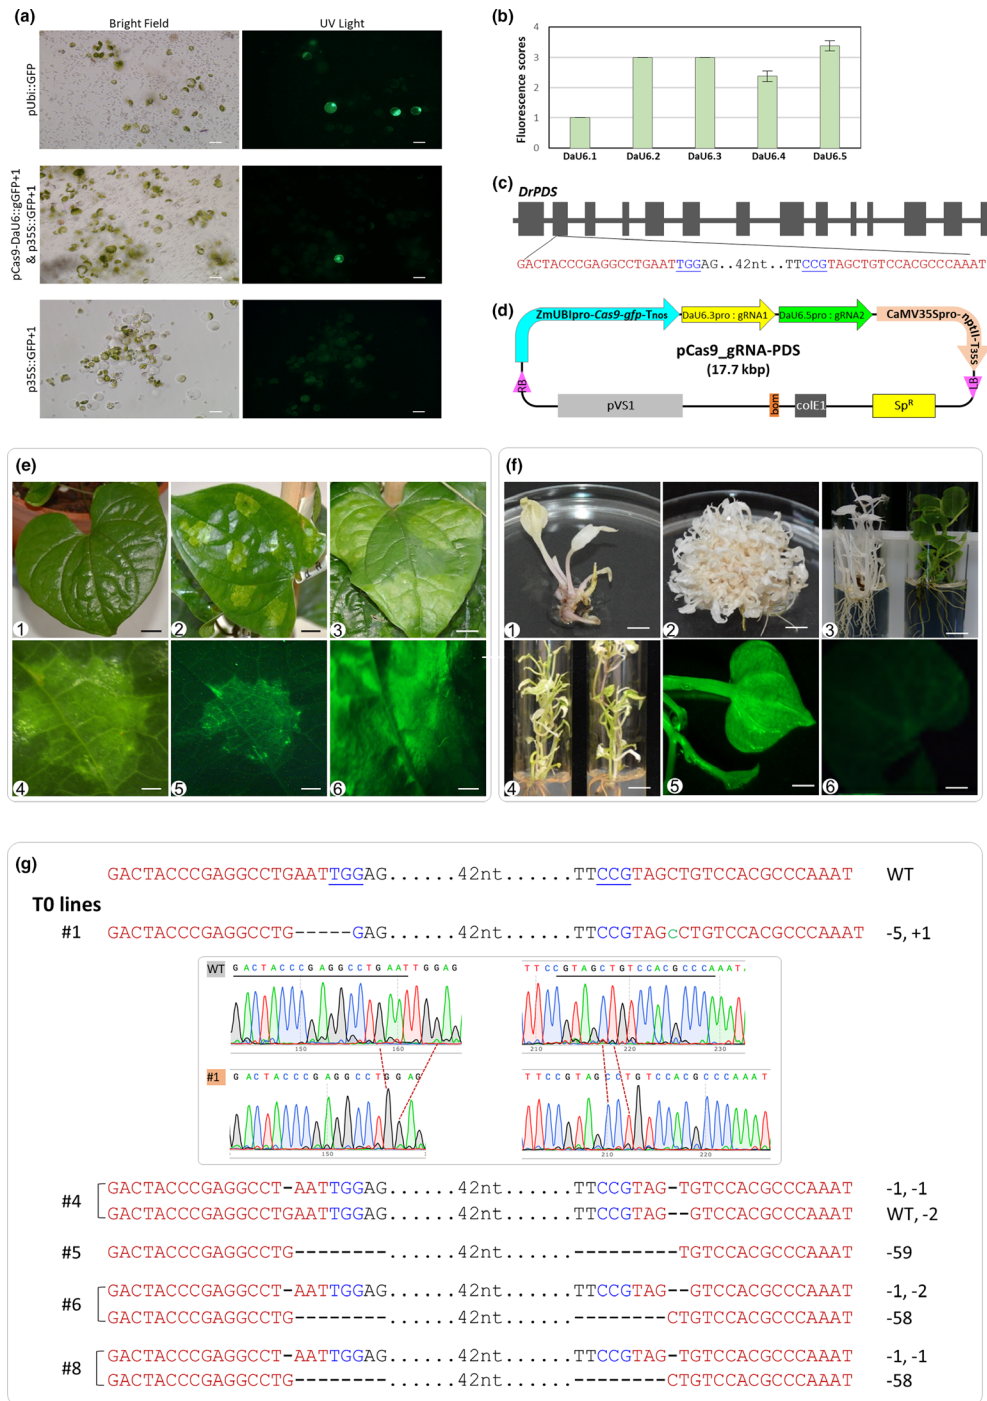 (a)
Bright Field UV Light
pUbi::GFP
pCas9-DaU6::gGFP+1
& p35S::GFP+1
p35S::GFP+1
(b)
Fluorescence scores
4
3
2
1
0
DaU6.1 DaU6.2 DaU6.3 DaU6.4 DaU6.5
(c)
DrPDS
GACTACCCGAGGCCTGAATTGGAG..42nt..TTCCGTAGCTGTCCACGCCCAAAT
(d)
ZmUBIpro-Cas9-gfp-Tnos DaU6.3pro : gRNA1 DaU6.5pro : gRNA2 CaMV35Spro-nptII-T35S
pCas9_gRNA-PDS
(17.7 kbp)
RB LB
pVS1 bom colE1 SpR
(e)
1 2 3
4 5 6
(f)
1 2 3
4 5 6
(g)
GACTACCCGAGGCCTGAATTGGAG......42nt......TTCCGTAGCTGTCCACGCCCAAAT WT
T0 lines
#1 GACTACCCGAGGCCTG-----GAG......42nt......TTCCGTAGcCTGTCCACGCCCAAAT -5, +1
WT GACTACCCGAGGCCTGAATTGGAG TTCCGTAGCTGTCCACGCCCAAAT
150 160 210 220 230
#1 GACTACCCGAGGCCTGGAG TTCCGTAGCCTGTCCACGCCCAAAT
150 210 220
#4 GACTACCCGAGGCCT-AATTGGAG......42nt......TTCCGTAG-TGTCCACGCCCAAAT -1, -1
GACTACCCGAGGCCTGAATTGGAG......42nt......TTCCGTAG--GTCCACGCCCAAAT WT, -2
#5 GACTACCCGAGGCCTG--------......42nt......---------TGTCCACGCCCAAAT -59
#6 GACTACCCGAGGCCT-AATTGGAG......42nt......TTCCGTAG--GTCCACGCCCAAAT -1, -2
GACTACCCGAGGCCTG--------......42nt......--------CTGTCCACGCCCAAAT -58
#8 GACTACCCGAGGCCT-AATTGGAG......42nt......TTCCGTAG-TGTCCACGCCCAAAT -1, -1
GACTACCCGAGGCCTG--------......42nt......--------CTGTCCACGCCCAAAT -58